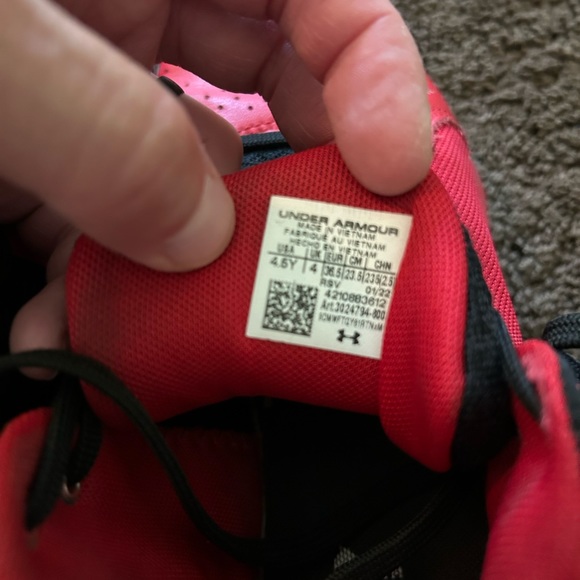 UNDER ARMOUR
MADE IN VIETNAM
FABRIQUÉ AU VIETNAM
HECHO EN VIETNAM
USA UK EUR CM CHN
4.5Y 4 36.5 23.5 235(2.5)
RSV 01/22
4210883612
Art.3024794-600